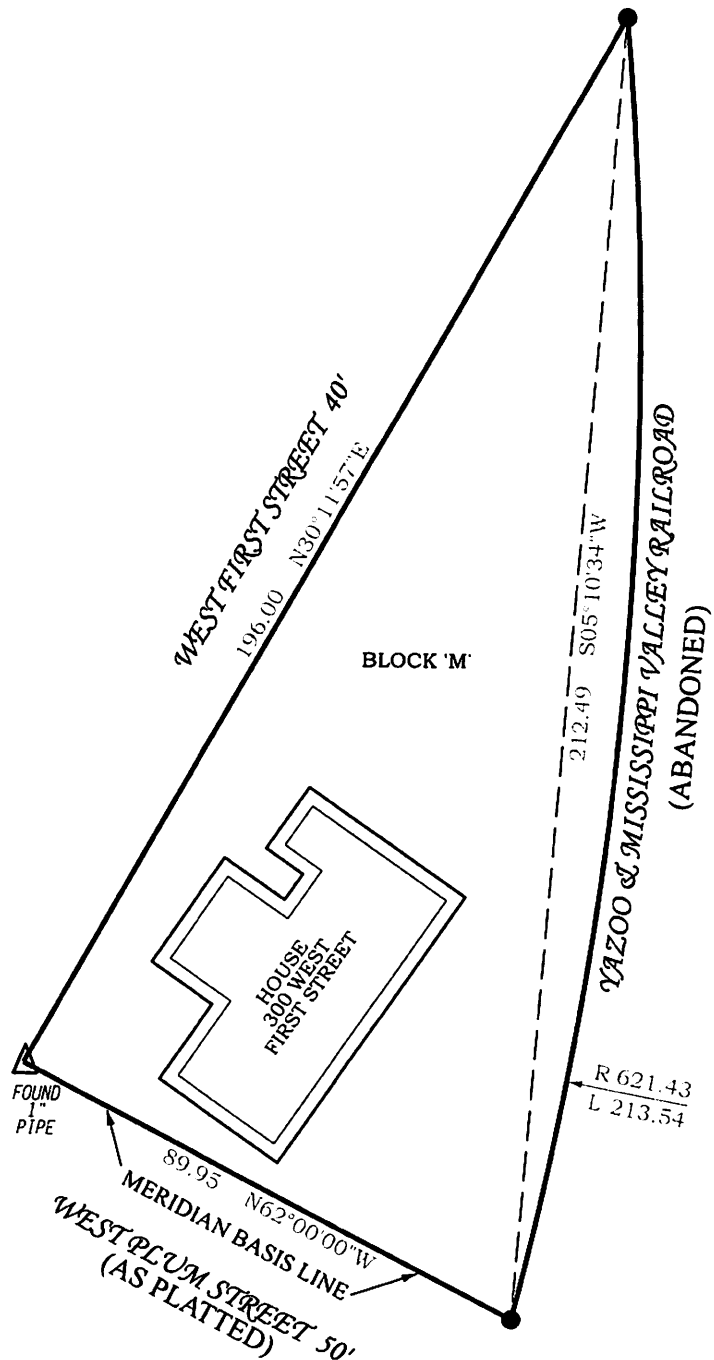 WEST FIRST STREET 40'
196.00 N30°11'57"E
BLOCK 'M'
212.49 S05°10'34"W
YAZOO & MISSISSIPPI VALLEY RAILROAD
(ABANDONED)
HOUSE
300 WEST
FIRST STREET
FOUND
1"
PIPE
R 621.43
L 213.54
89.95 N62°00'00"W
MERIDIAN BASIS LINE
WEST PLUM STREET 50'
(AS PLATTED)